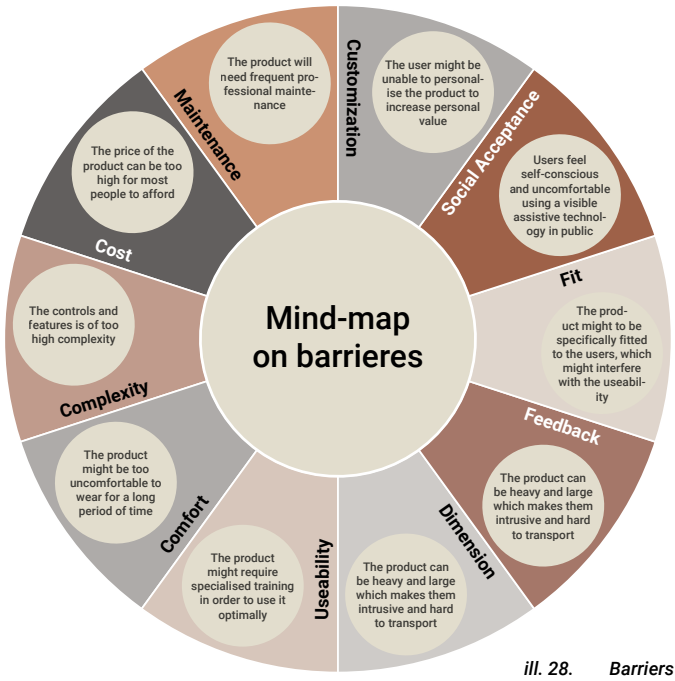 Mind-map
on barrieres
Customization
The user might be
unable to personal-
ise the product to
increase personal
value
Social Acceptance
Users feel
self-conscious
and uncomfortable
using a visible
assistive technol-
ogy in public
Fit
The prod-
uct might to be
specifically fitted
to the users, which
might interfere
with the useabil-
ity
Feedback
The product can
be heavy and large
which makes them
intrusive and hard
to transport
Dimension
The product can
be heavy and large
which makes them
intrusive and hard
to transport
Useability
The product
might require
specialised training
in order to use it
optimally
Comfort
The product
might be too
uncomfortable to
wear for a long
period of time
Complexity
The controls and
features is of too
high complexity
Cost
The price of the
product can be too
high for most
people to afford
Maintenance
The product will
need frequent pro-
fessional mainte-
nance
ill. 28. Barriers